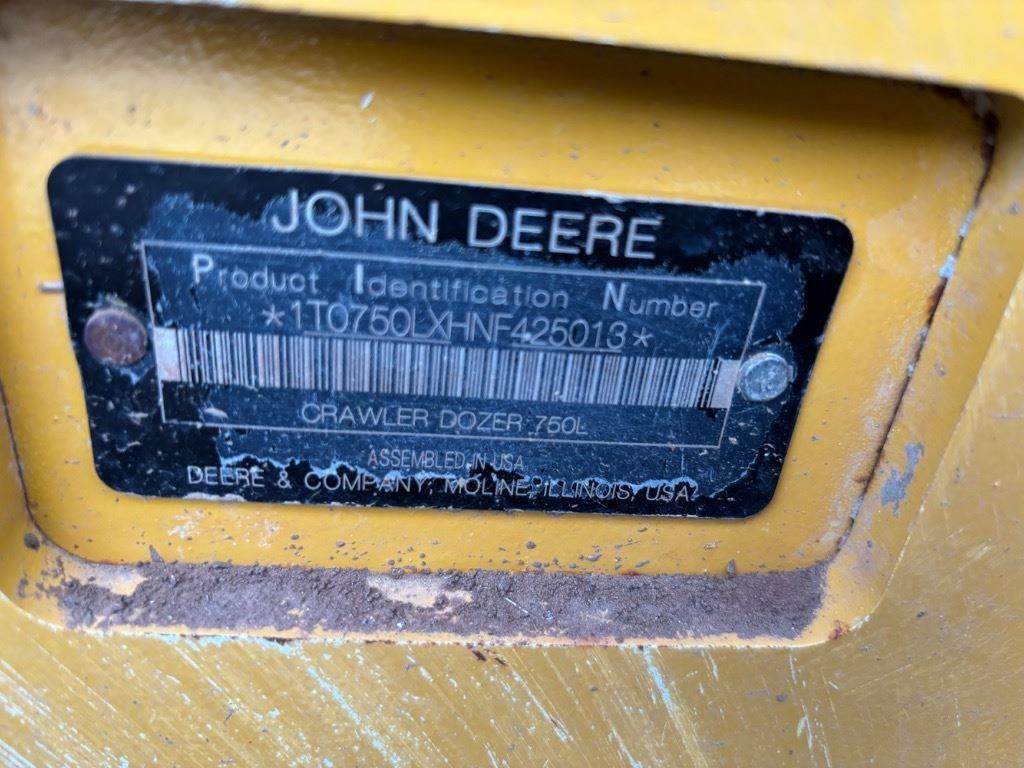 JOHN DEERE
Product Identification Number
*1T0750LXHNF425013*
CRAWLER DOZER 750L
ASSEMBLED IN USA
DEERE & COMPANY, MOLINE, ILLINOIS, USA